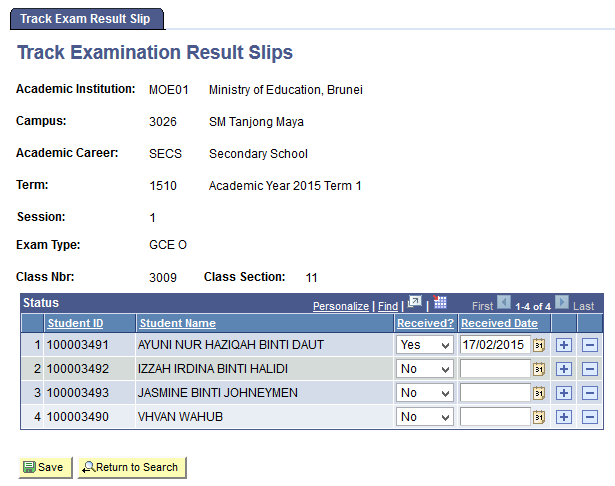 Track Exam Result Slip
Track Examination Result Slips
Academic Institution: MOE01 Ministry of Education, Brunei
Campus: 3026 SM Tanjong Maya
Academic Career: SECS Secondary School
Term: 1510 Academic Year 2015 Term 1
Session: 1
Exam Type: GCE O
Class Nbr: 3009 Class Section: 11
Status Personalize | Find | | First 1-4 of 4 Last
Student ID Student Name Received? Received Date
1 100003491 AYUNI NUR HAZIQAH BINTI DAUT Yes 17/02/2015 31 + -
2 100003492 IZZAH IRDINA BINTI HALIDI No 31 + -
3 100003493 JASMINE BINTI JOHNEYMEN No 31 + -
4 100003490 VHVAN WAHUB No 31 + -
Save Return to Search